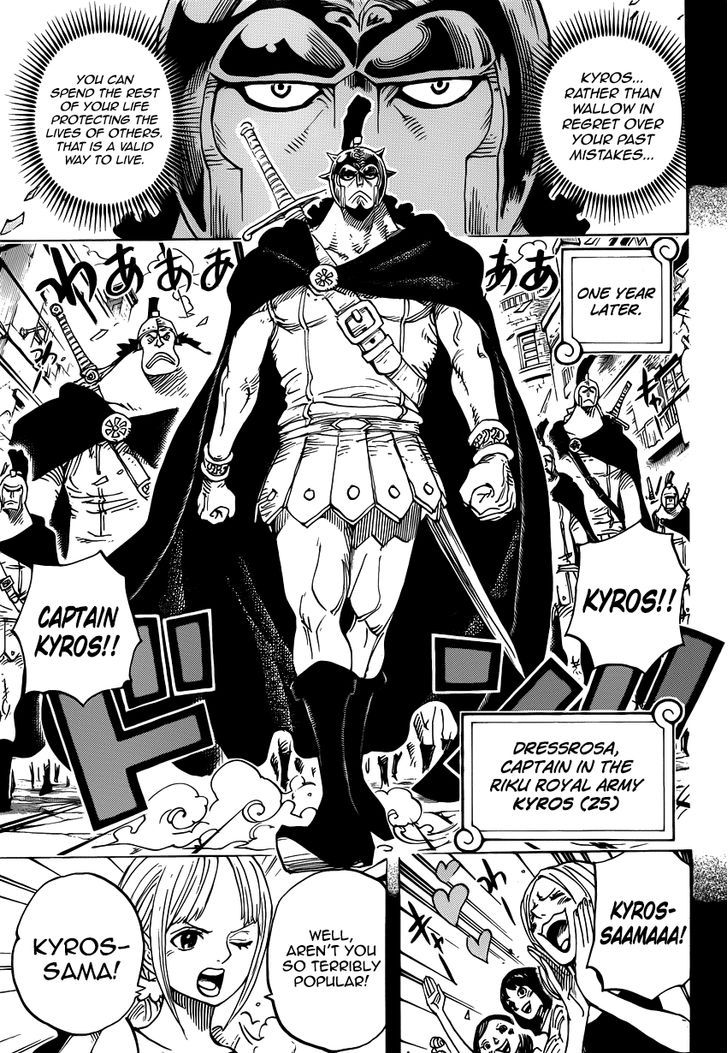 KYROS...
RATHER THAN
WALLOW IN
REGRET OVER
YOUR PAST
MISTAKES...
YOU CAN
SPEND THE REST
OF YOUR LIFE
PROTECTING THE
LIVES OF OTHERS.
THAT IS A VALID
WAY TO LIVE.
ONE YEAR
LATER.
ああ
わああああ
KYROS!!
CAPTAIN
KYROS!!
ドン
DRESSROSA,
CAPTAIN IN THE
RIKU ROYAL ARMY
KYROS (25)
KYROS-
SAAMAAA!
WELL,
AREN'T YOU
SO TERRIBLY
POPULAR!
KYROS-
SAMA!